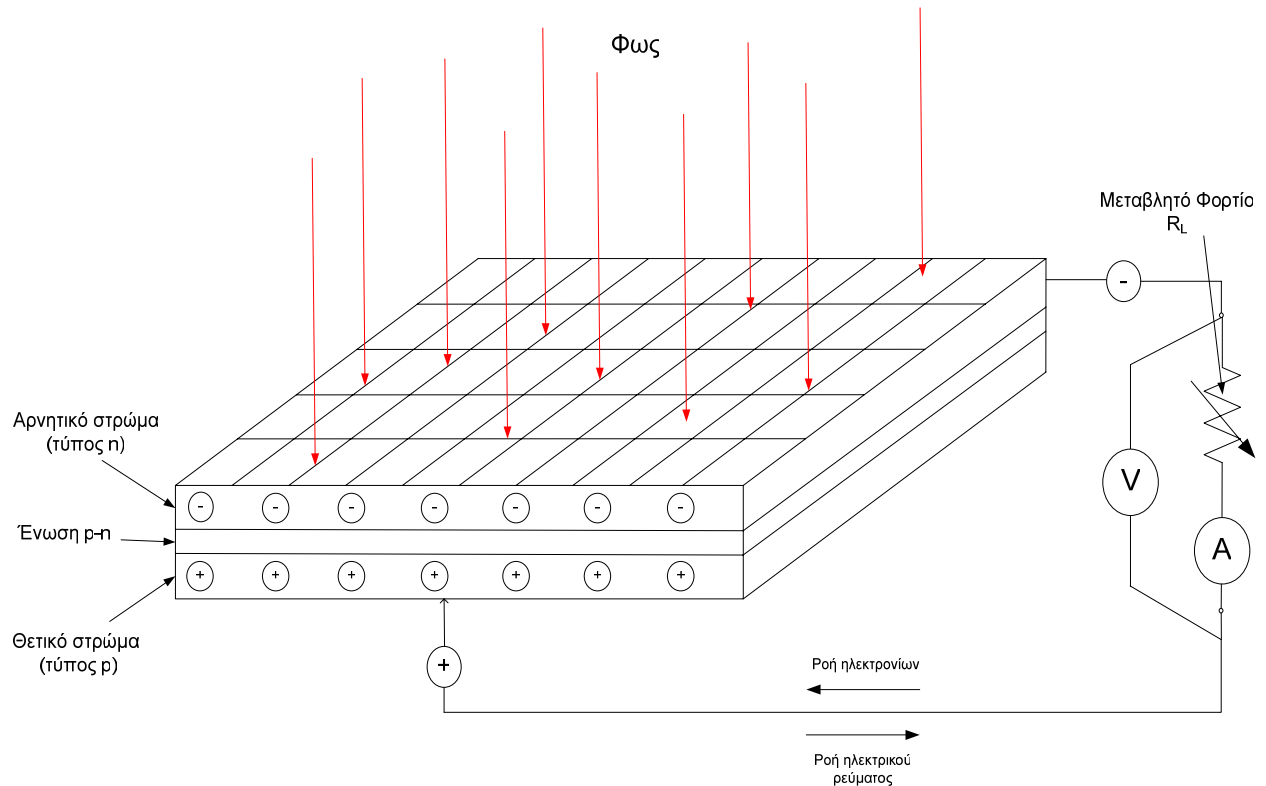 Φως
Μεταβλητό Φορτίο
RL
-
Αρνητικό στρώμα
(τύπος n)
- - - - - - -
V
Ένωση p-n
A
+ + + + + + +
Θετικό στρώμα
(τύπος p)
+
Ροή ηλεκτρονίων
Ροή ηλεκτρικού
ρεύματος